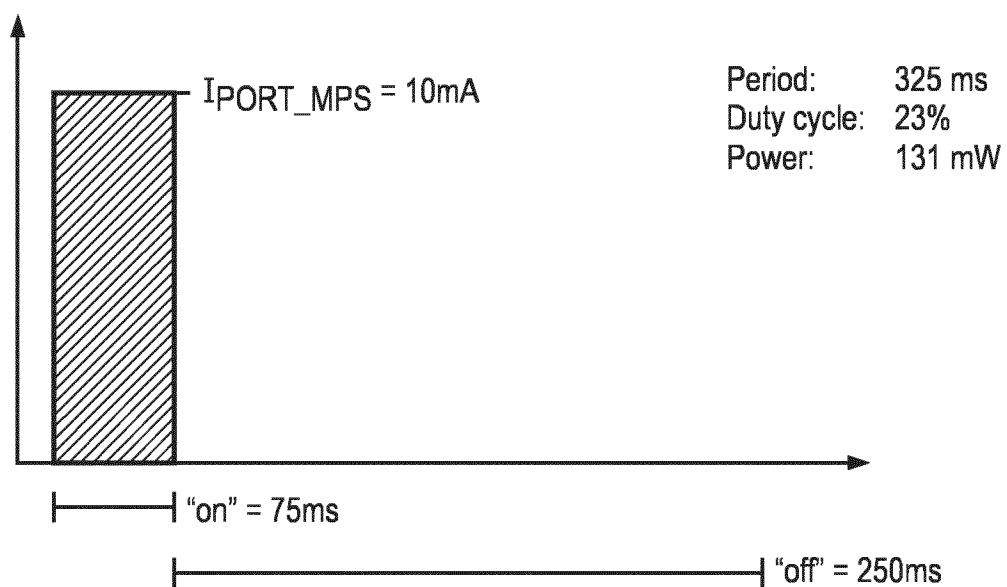 IPORT_MPS = 10mA
Period: 325 ms
Duty cycle: 23%
Power: 131 mW
“on” = 75ms
“off” = 250ms